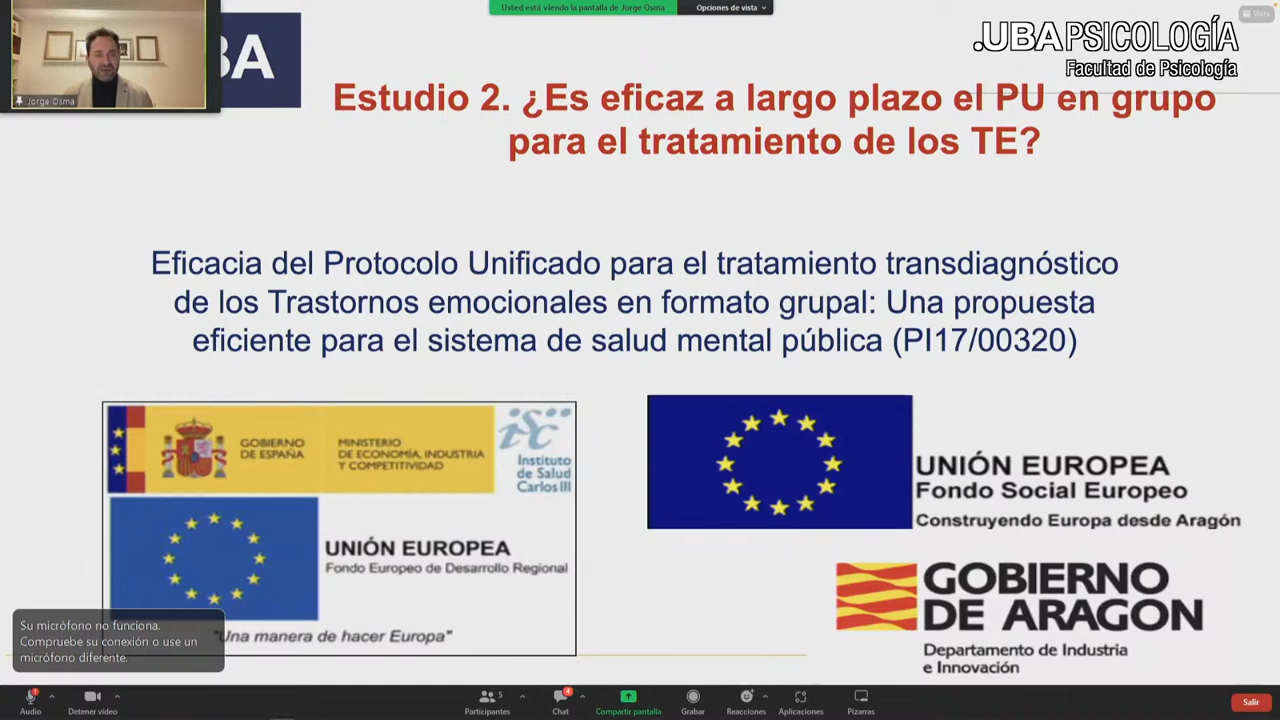 Usted está viendo la pantalla de Jorge Osma
Opciones de vista
Vista
Jorge Osma
BA
.UBAPSICOLOGÍA
Facultad de Psicología
Estudio 2. ¿Es eficaz a largo plazo el PU en grupo
para el tratamiento de los TE?
Eficacia del Protocolo Unificado para el tratamiento transdiagnóstico
de los Trastornos emocionales en formato grupal: Una propuesta
eficiente para el sistema de salud mental pública (PI17/00320)
GOBIERNO
DE ESPAÑA
MINISTERIO
DE ECONOMÍA, INDUSTRIA
Y COMPETITIVIDAD
isc
Instituto
de Salud
Carlos III
UNIÓN EUROPEA
Fondo Europeo de Desarrollo Regional
"Una manera de hacer Europa"
UNIÓN EUROPEA
Fondo Social Europeo
Construyendo Europa desde Aragón
GOBIERNO
DE ARAGON
Departamento de Industria
e Innovación
Su micrófono no funciona.
Compruebe su conexión o use un
micrófono diferente.
Audio
Detener video
5
Participantes
4
Chat
Compartir pantalla
Grabar
Reacciones
Aplicaciones
Pizarras
Salir